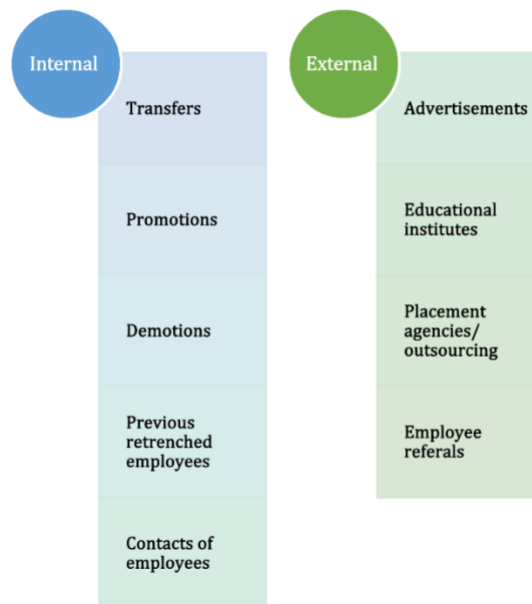 Internal
Transfers
Promotions
Demotions
Previous
retrenched
employees
Contacts of
employees
External
Advertisements
Educational
institutes
Placement
agencies/
outsourcing
Employee
referals